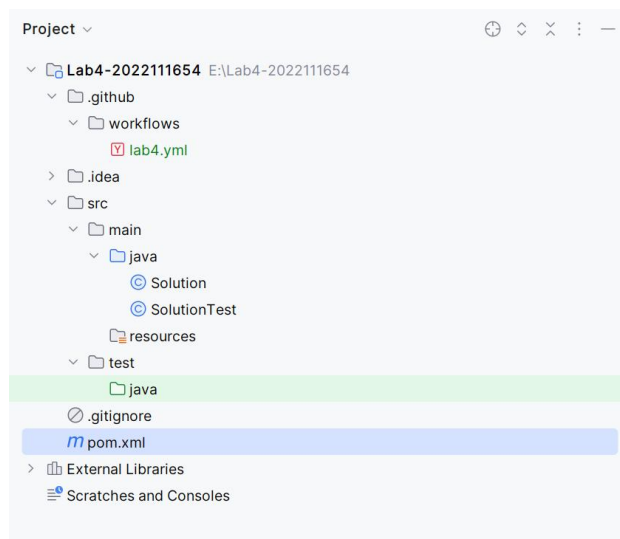 Project
Lab4-2022111654 E:\Lab4-2022111654
.github
workflows
Y lab4.yml
.idea
src
main
java
C Solution
C SolutionTest
resources
test
java
.gitignore
m pom.xml
External Libraries
Scratches and Consoles